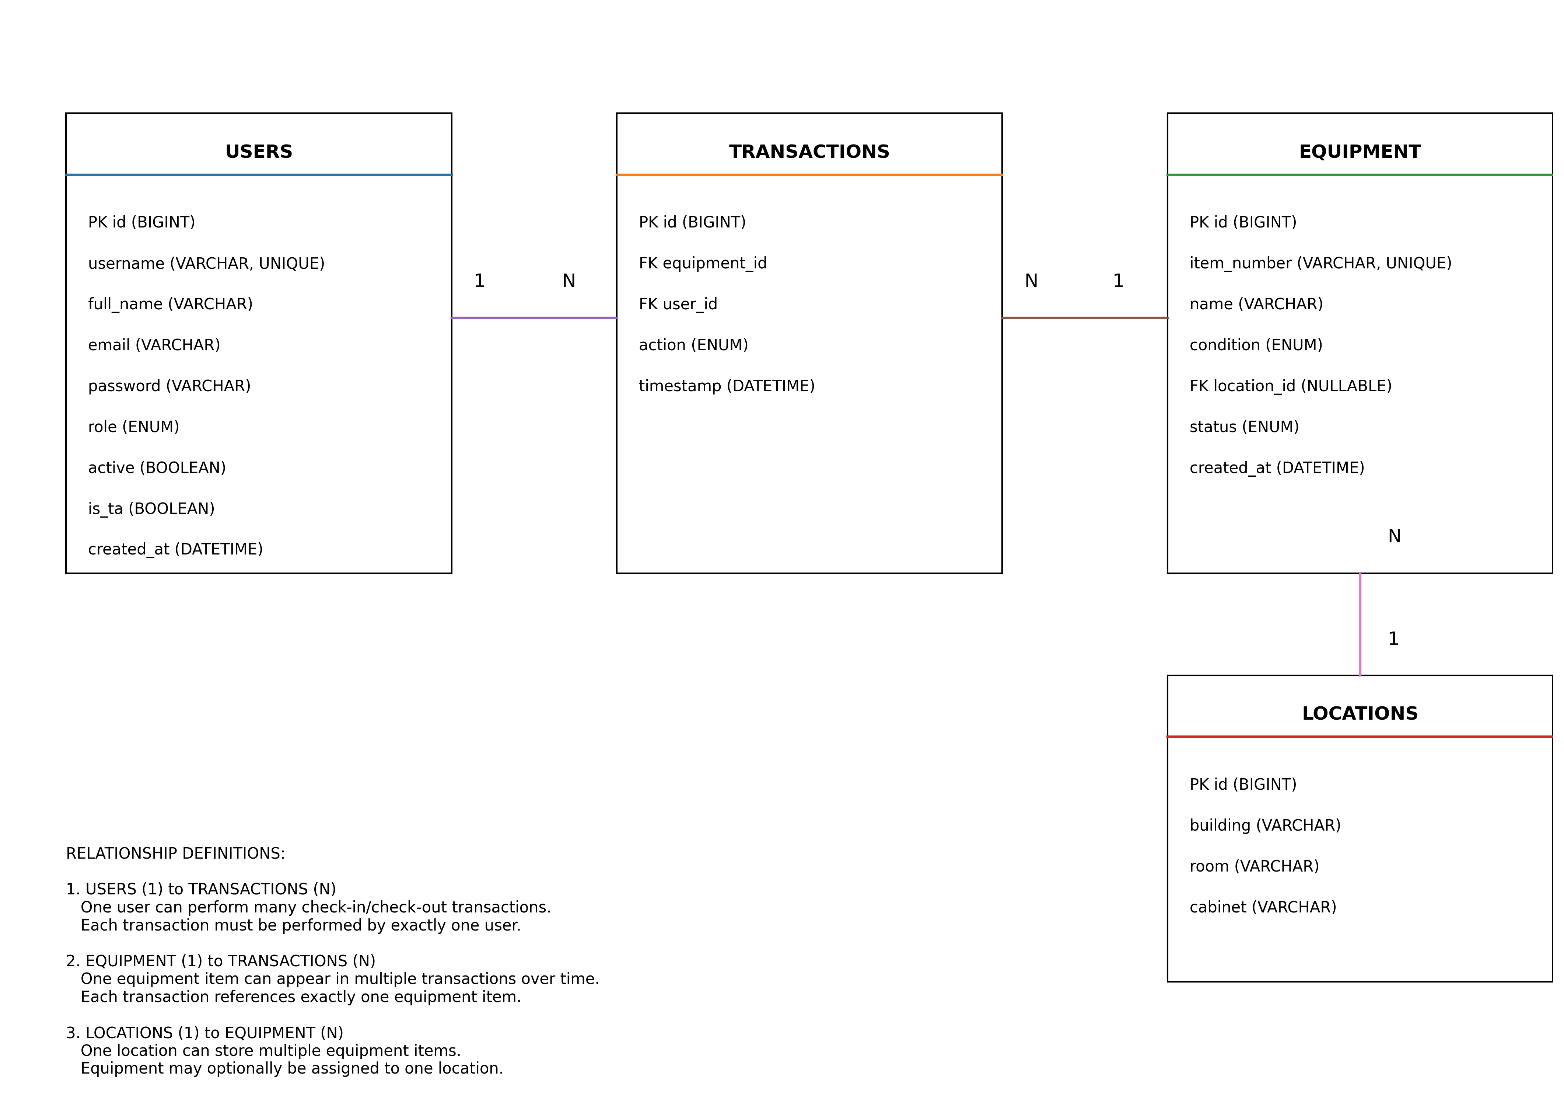 USERS
PK id (BIGINT)
username (VARCHAR, UNIQUE)
full_name (VARCHAR)
email (VARCHAR)
password (VARCHAR)
role (ENUM)
active (BOOLEAN)
is_ta (BOOLEAN)
created_at (DATETIME)
1
N
TRANSACTIONS
PK id (BIGINT)
FK equipment_id
FK user_id
action (ENUM)
timestamp (DATETIME)
N
1
EQUIPMENT
PK id (BIGINT)
item_number (VARCHAR, UNIQUE)
name (VARCHAR)
condition (ENUM)
FK location_id (NULLABLE)
status (ENUM)
created_at (DATETIME)
N
1
LOCATIONS
PK id (BIGINT)
building (VARCHAR)
room (VARCHAR)
cabinet (VARCHAR)
RELATIONSHIP DEFINITIONS:
1. USERS (1) to TRANSACTIONS (N)
One user can perform many check-in/check-out transactions.
Each transaction must be performed by exactly one user.
2. EQUIPMENT (1) to TRANSACTIONS (N)
One equipment item can appear in multiple transactions over time.
Each transaction references exactly one equipment item.
3. LOCATIONS (1) to EQUIPMENT (N)
One location can store multiple equipment items.
Equipment may optionally be assigned to one location.